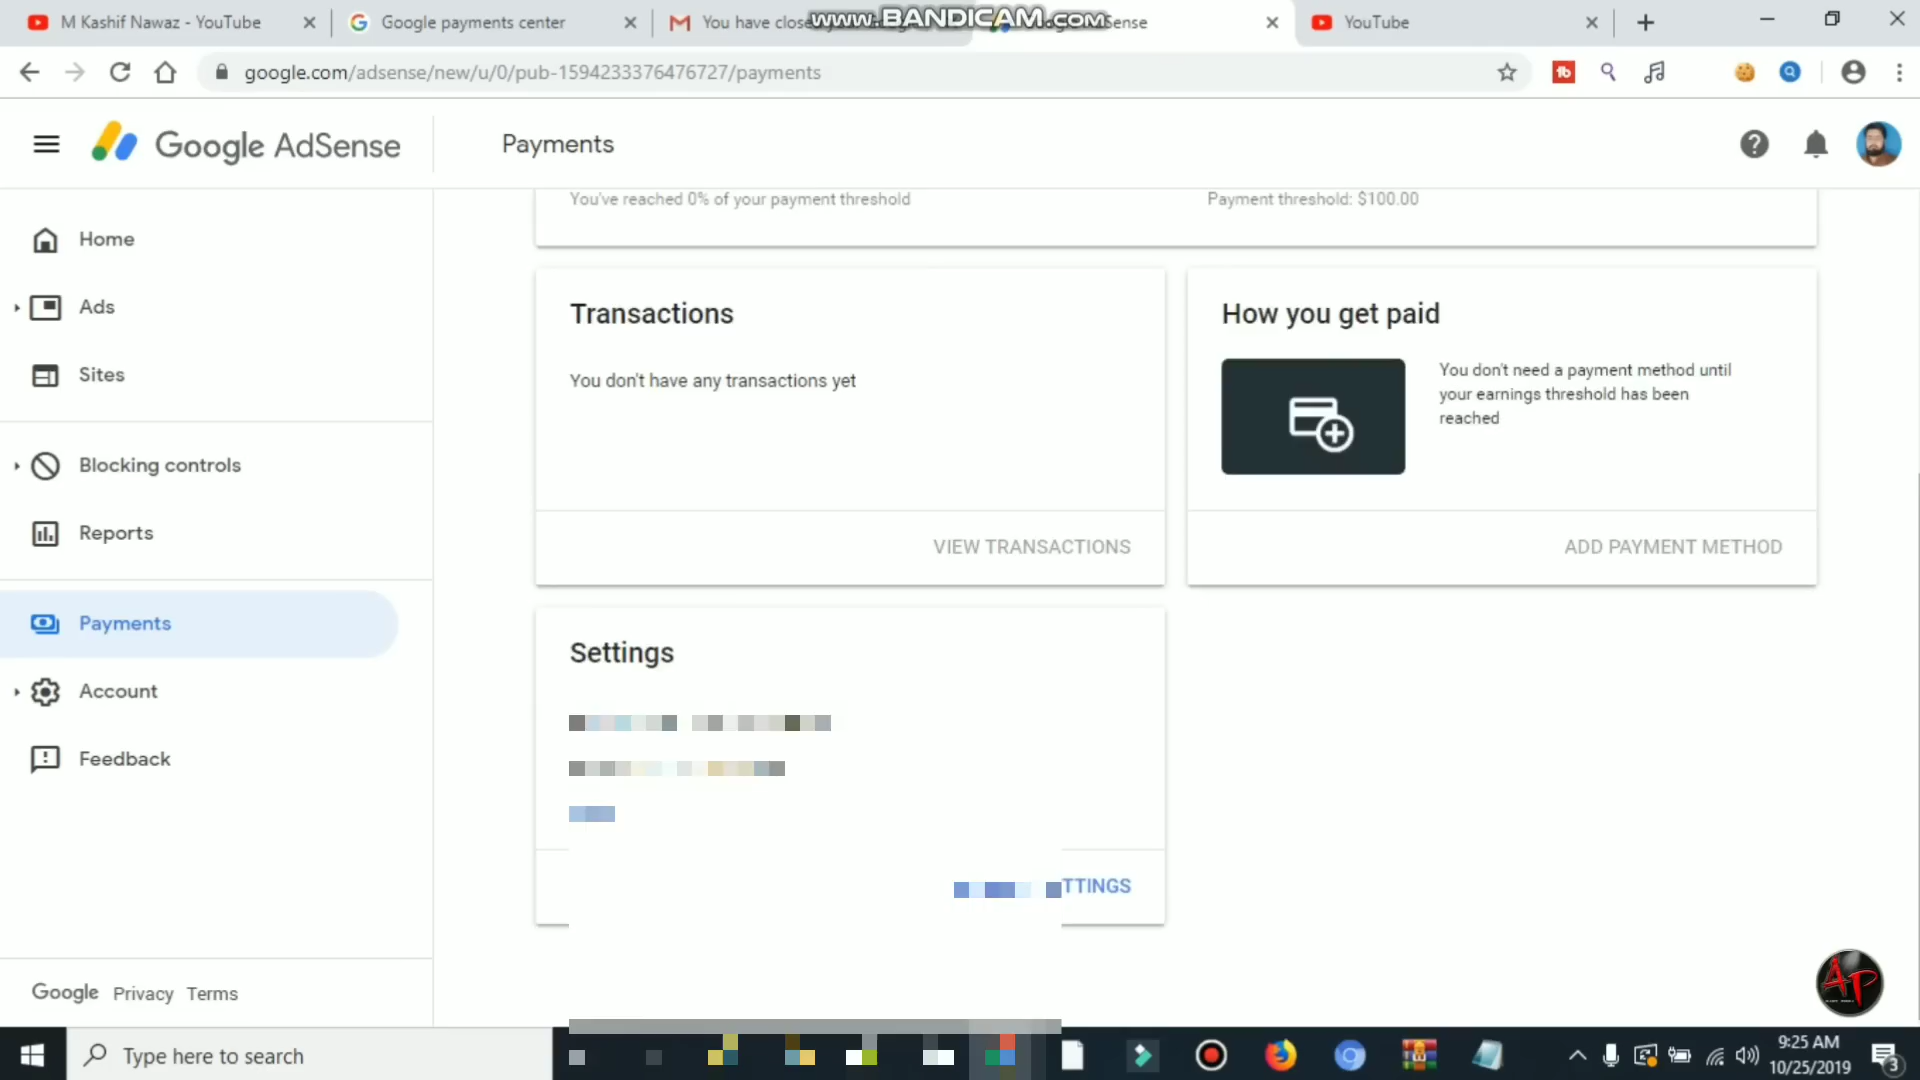 M Kashif Nawaz - YouTube
Google payments center
You have close
Sense
YouTube
www.BANDICAM.COM
google.com/adsense/new/u/0/pub-1594233376476727/payments
Google AdSense
Payments
You've reached 0% of your payment threshold
Payment threshold: $100.00
Home
Ads
Sites
Blocking controls
Reports
Payments
Account
Feedback
Transactions
You don't have any transactions yet
VIEW TRANSACTIONS
How you get paid
You don't need a payment method until
your earnings threshold has been
reached
ADD PAYMENT METHOD
Settings
TTINGS
Google Privacy Terms
AP
Type here to search
9:25 AM
10/25/2019
3